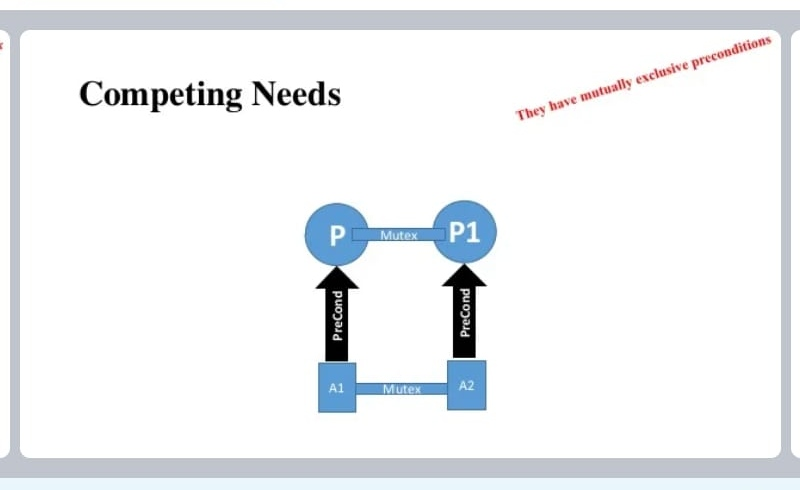 They have mutually exclusive preconditions
Competing Needs
P
Mutex
P1
PreCond
PreCond
A1
Mutex
A2